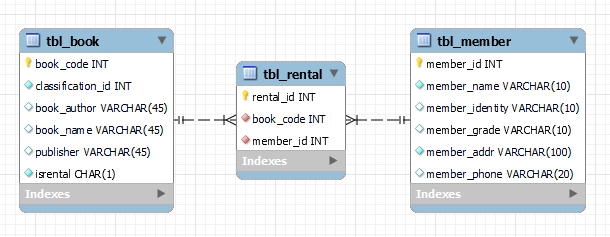 tbl_book
book_code INT
classification_id INT
book_author VARCHAR(45)
book_name VARCHAR(45)
publisher VARCHAR(45)
isrental CHAR(1)
Indexes
tbl_rental
rental_id INT
book_code INT
member_id INT
Indexes
tbl_member
member_id INT
member_name VARCHAR(10)
member_identity VARCHAR(10)
member_grade VARCHAR(10)
member_addr VARCHAR(100)
member_phone VARCHAR(20)
Indexes